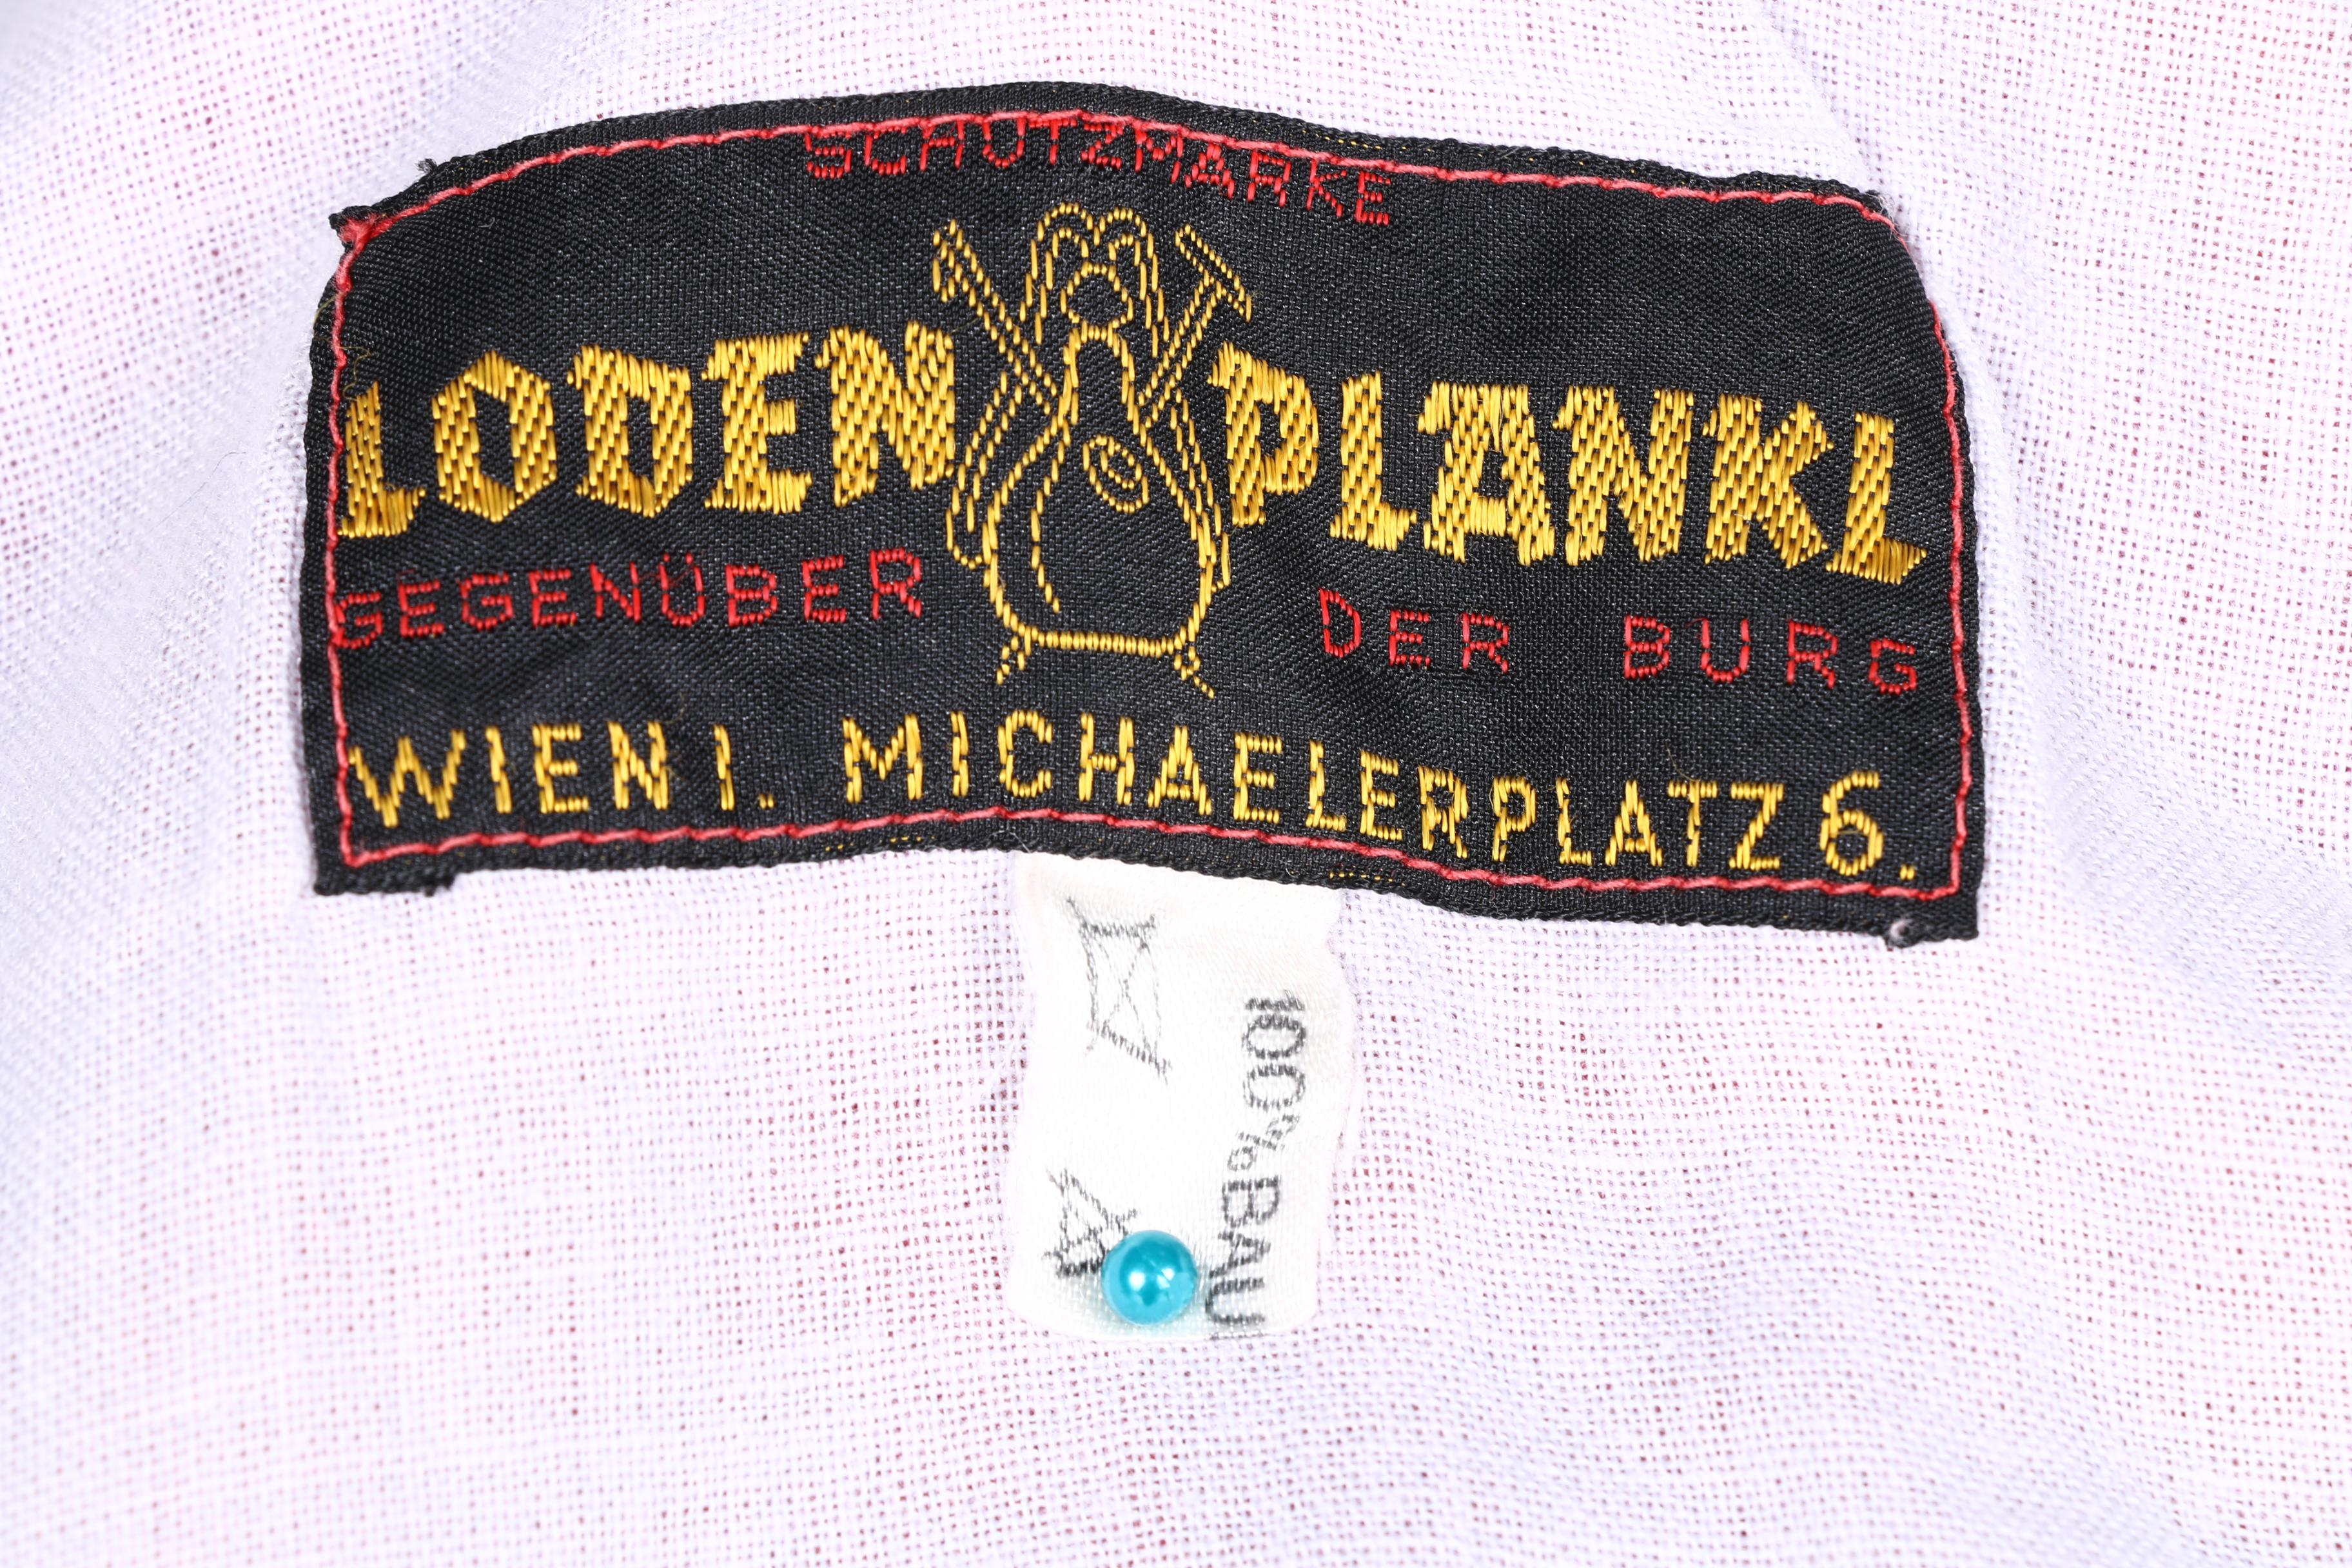 SCHUTZMARKE
LODEN PLANKL
GEGENÜBER DER BURG
WIEN I. MICHAELERPLATZ 6.
100% BAU